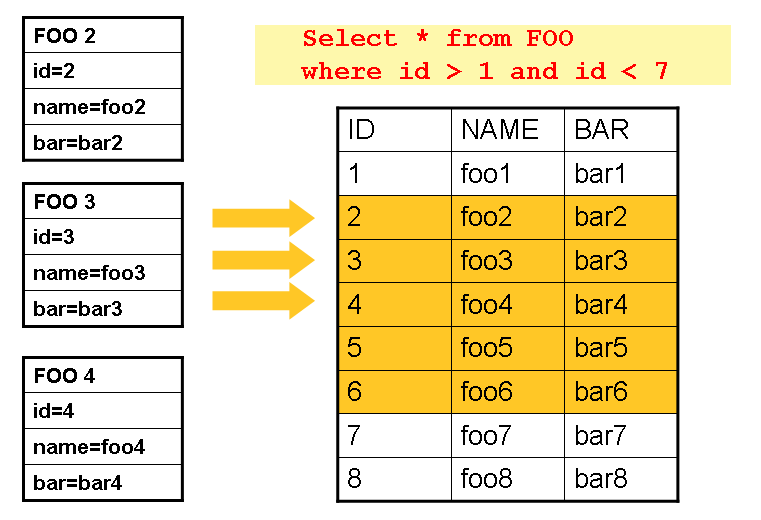 FOO 2
id=2
name=foo2
bar=bar2
FOO 3
id=3
name=foo3
bar=bar3
FOO 4
id=4
name=foo4
bar=bar4
Select * from FOO
where id > 1 and id < 7
ID NAME BAR
1 foo1 bar1
2 foo2 bar2
3 foo3 bar3
4 foo4 bar4
5 foo5 bar5
6 foo6 bar6
7 foo7 bar7
8 foo8 bar8